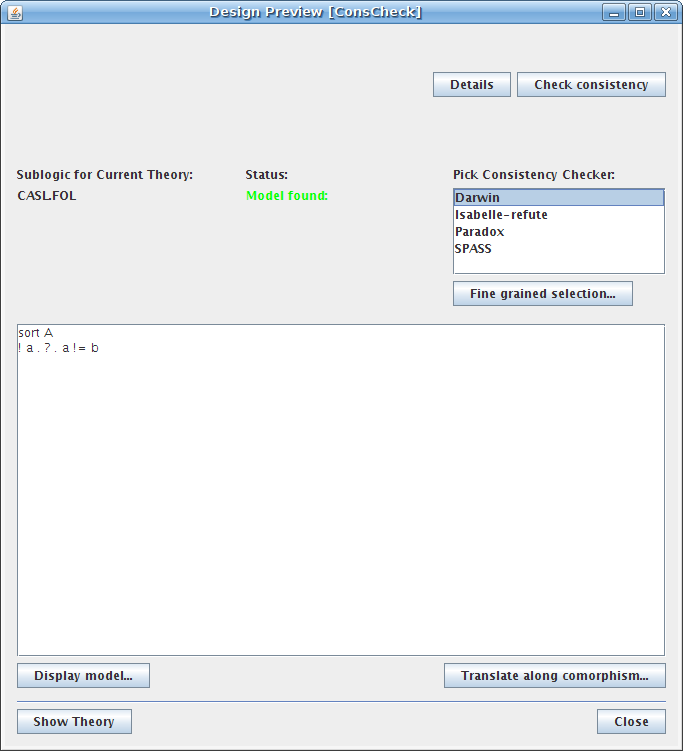 Design Preview [ConsCheck]
Details
Check consistency
Sublogic for Current Theory:
Status:
Pick Consistency Checker:
CASL.FOL
Model found:
Darwin
Isabelle-refute
Paradox
SPASS
Fine grained selection...
sort A
! a . ? . a != b
Display model...
Translate along comorphism...
Show Theory
Close